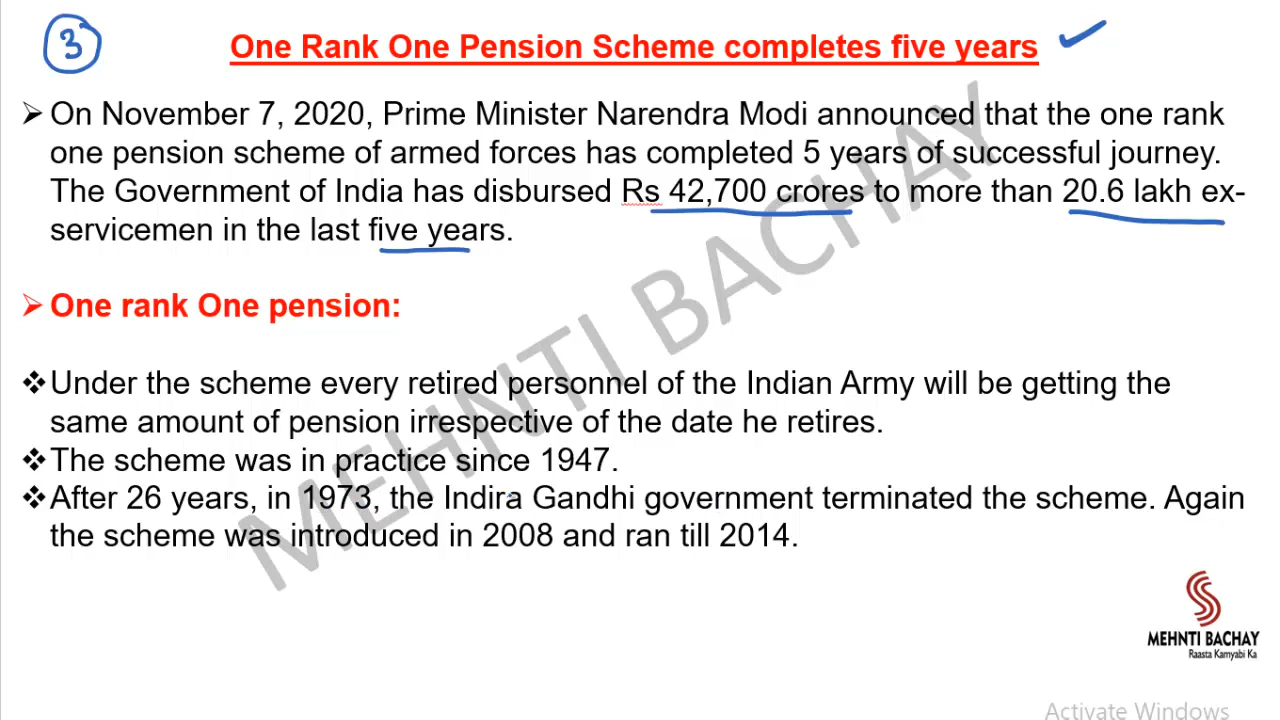 3
One Rank One Pension Scheme completes five years
➢ On November 7, 2020, Prime Minister Narendra Modi announced that the one rank
one pension scheme of armed forces has completed 5 years of successful journey.
The Government of India has disbursed Rs 42,700 crores to more than 20.6 lakh ex-
servicemen in the last five years.
➢ One rank One pension:
❖ Under the scheme every retired personnel of the Indian Army will be getting the
same amount of pension irrespective of the date he retires.
❖ The scheme was in practice since 1947.
❖ After 26 years, in 1973, the Indira Gandhi government terminated the scheme. Again
the scheme was introduced in 2008 and ran till 2014.
MEHNTI BACHAY
MEHNTI BACHAY
Raasta Kamyabi Ka
Activate Windows